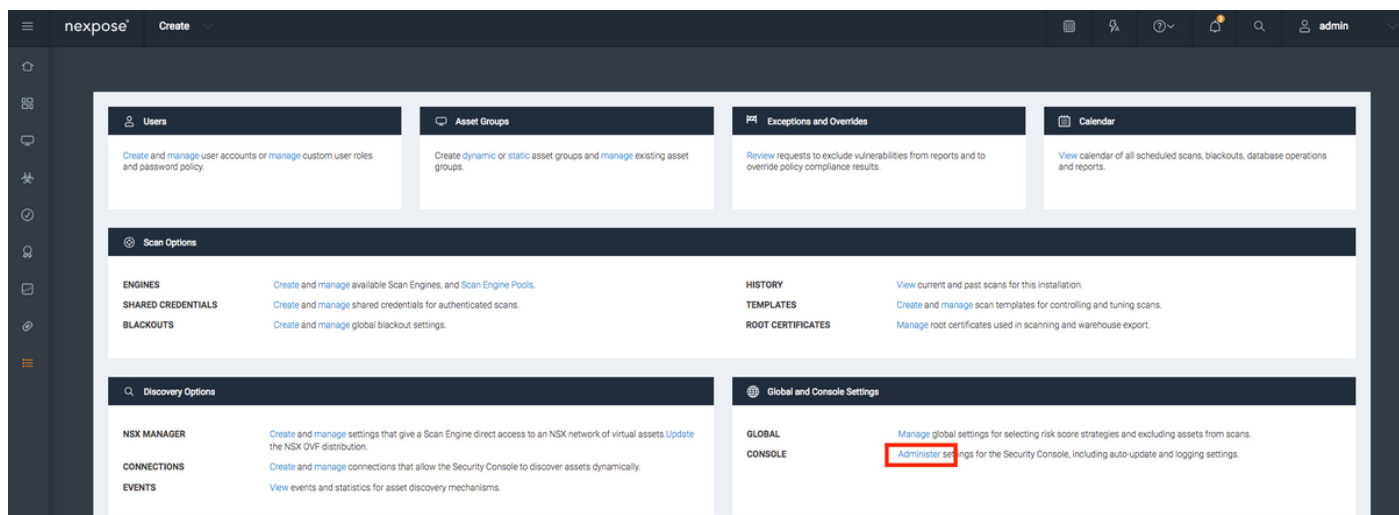 nexpose® Create
3
admin
Users
Create and manage user accounts or manage custom user roles
and password policy.
Asset Groups
Create dynamic or static asset groups and manage existing asset
groups.
Exceptions and Overrides
Review requests to exclude vulnerabilities from reports and to
override policy compliance results.
Calendar
View calendar of all scheduled scans, blackouts, database operations
and reports.
Scan Options
ENGINES Create and manage available Scan Engines, and Scan Engine Pools.
SHARED CREDENTIALS Create and manage shared credentials for authenticated scans.
BLACKOUTS Create and manage global blackout settings.
HISTORY View current and past scans for this installation.
TEMPLATES Create and manage scan templates for controlling and tuning scans.
ROOT CERTIFICATES Manage root certificates used in scanning and warehouse export.
Discovery Options
NSX MANAGER Create and manage settings that give a Scan Engine direct access to an NSX network of virtual assets.Update
the NSX OVF distribution.
CONNECTIONS Create and manage connections that allow the Security Console to discover assets dynamically.
EVENTS View events and statistics for asset discovery mechanisms.
Global and Console Settings
GLOBAL Manage global settings for selecting risk score strategies and excluding assets from scans.
CONSOLE Administer settings for the Security Console, including auto-update and logging settings.